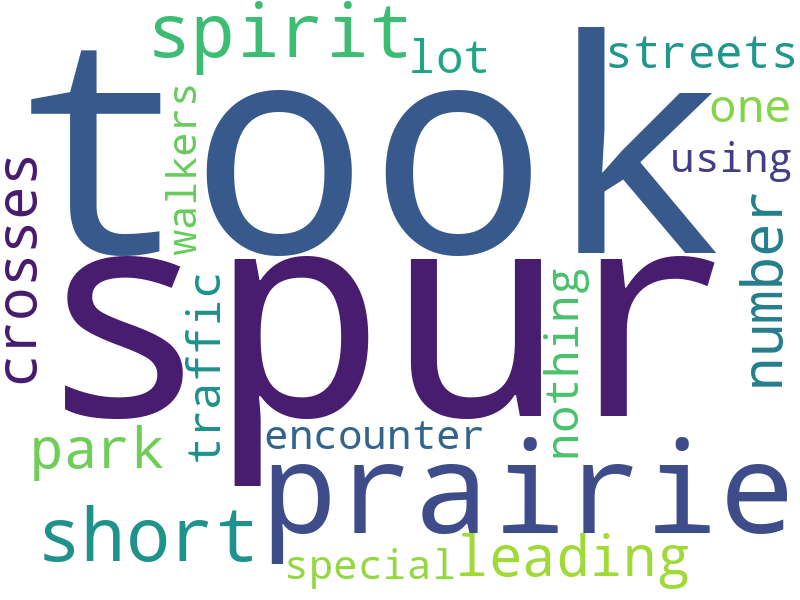 spirit
lot
streets
took
one
using
walkers
crosses
number
spur
traffic
nothing
park
encounter
prairie
short
special
leading